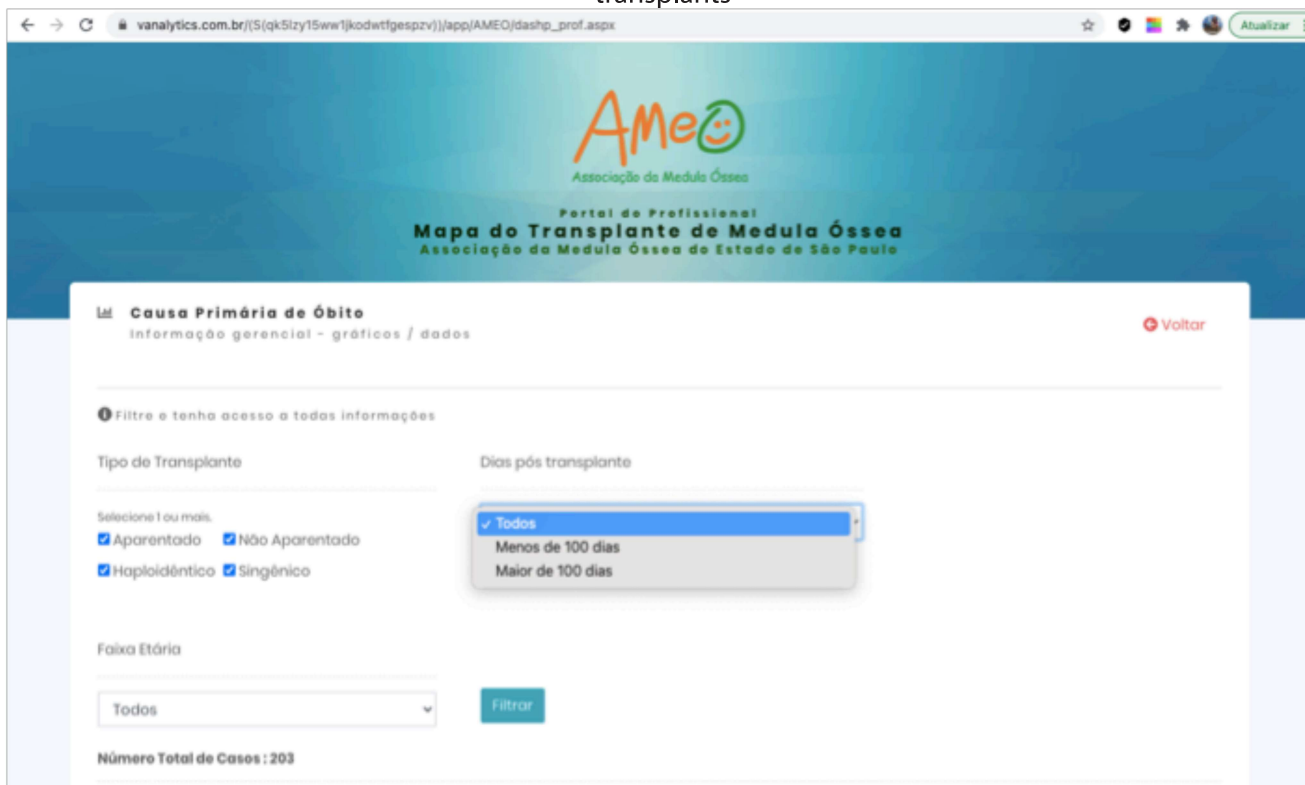 transplants
vanalytics.com.br/(S(qk5lzy15ww1jkodwtfgespzv))/app/AMEO/dashp_prof.aspx
Atualizar
AMeO
Associação da Medula Óssea
Portal do Profissional
Mapa do Transplante de Medula Óssea
Associação da Medula Óssea do Estado de São Paulo
Causa Primária de Óbito
Informação gerencial - gráficos / dados
Voltar
Filtre e tenha acesso a todas informações
Tipo de Transplante
Dias pós transplante
Selecione 1 ou mais.
Aparentado Não Aparentado
Haploidêntico Singênico
Todos
Menos de 100 dias
Maior de 100 dias
Faixa Etária
Todos
Filtrar
Número Total de Casos : 203